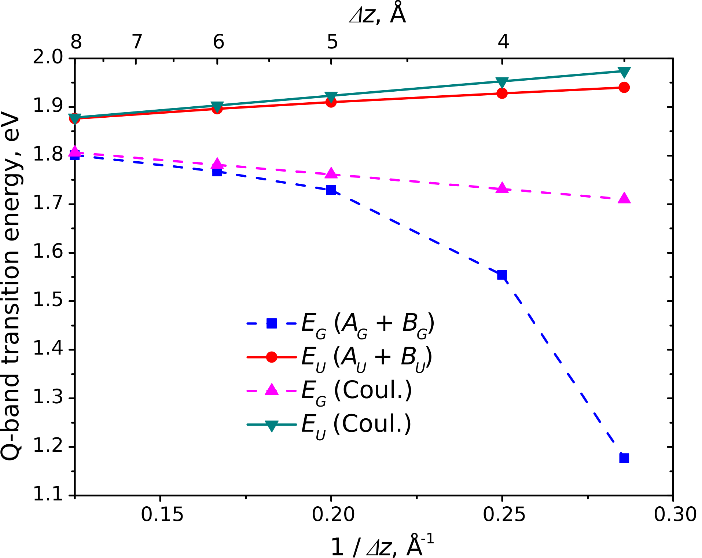 Δz, Å
8 7 6 5 4
2.0
1.9
1.8
1.7
1.6
1.5
1.4
1.3
1.2
1.1
Q-band transition energy, eV
E_G (A_G + B_G)
E_U (A_U + B_U)
E_G (Coul.)
E_U (Coul.)
0.15 0.20 0.25 0.30
1 / Δz, Å⁻¹